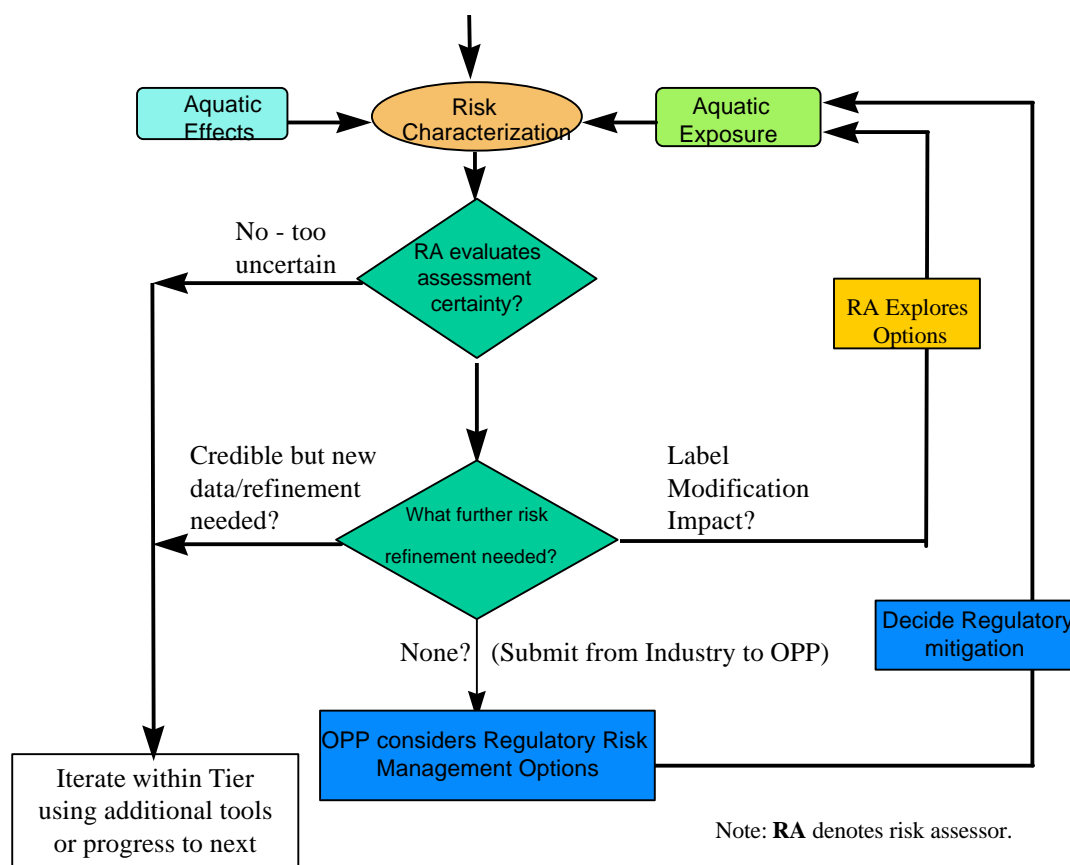 Aquatic
Effects
Risk
Characterization
Aquatic
Exposure
No - too
uncertain
RA evaluates
assessment
certainty?
RA Explores
Options
Credible but new
data/refinement
needed?
Label
Modification
Impact?
What further risk
refinement needed?
Decide Regulatory
mitigation
None?
(Submit from Industry to OPP)
OPP considers Regulatory Risk
Management Options
Iterate within Tier
using additional tools
or progress to next
Note: RA denotes risk assessor.